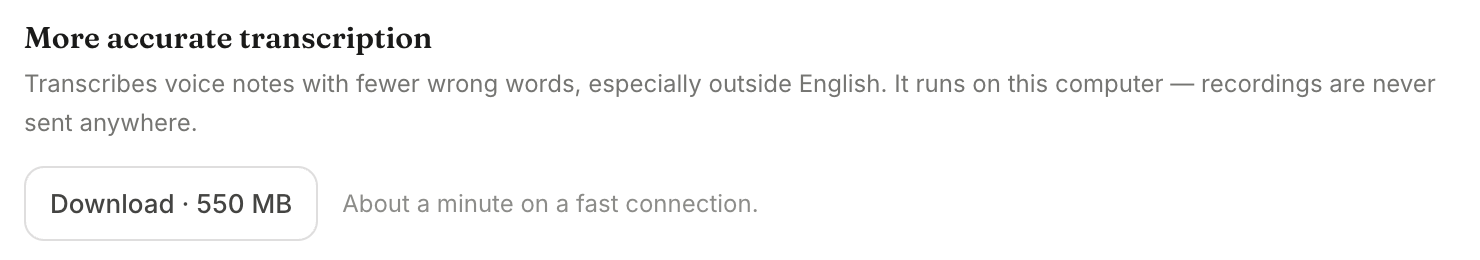 More accurate transcription
Transcribes voice notes with fewer wrong words, especially outside English. It runs on this computer — recordings are never
sent anywhere.
Download · 550 MB
About a minute on a fast connection.